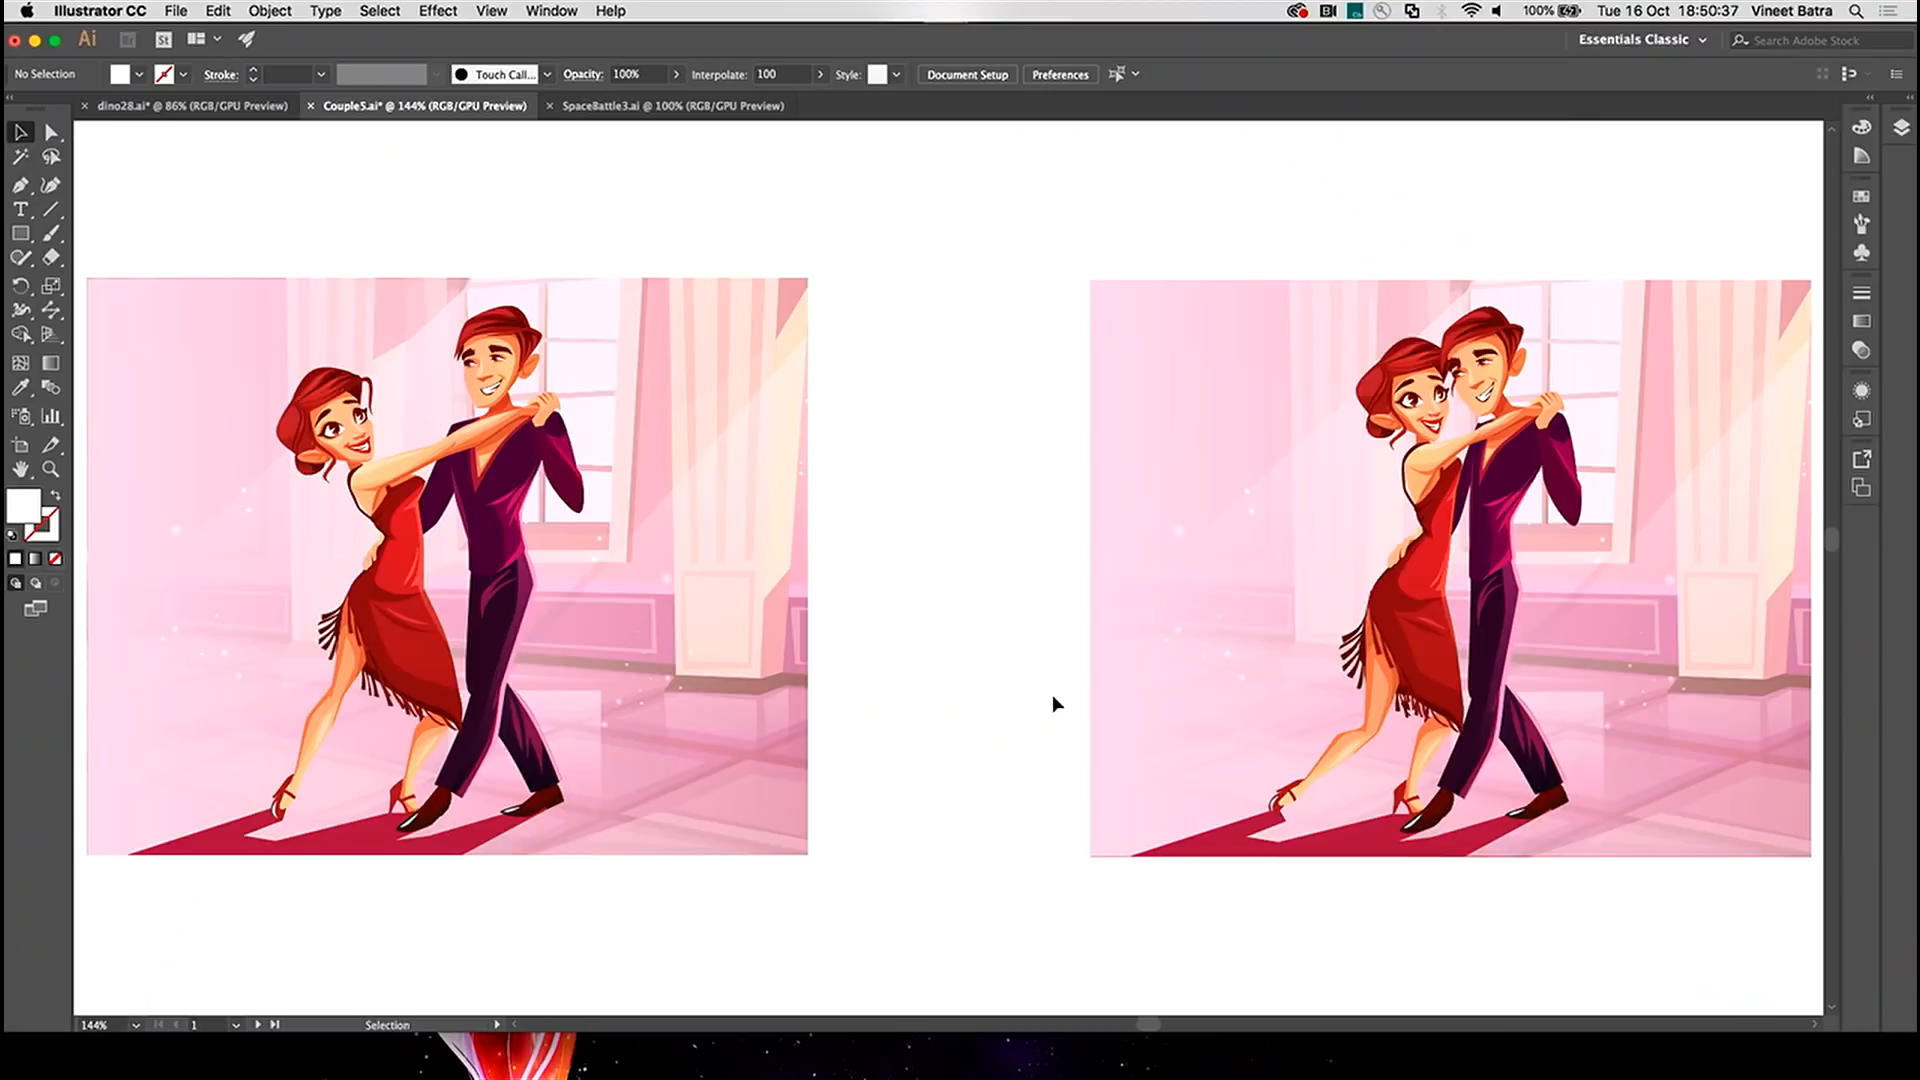 Illustrator CC File Edit Object Type Select Effect View Window Help 100% Tue 16 Oct 18:50:37 Vineet Batra
Ai Br St Essentials Classic Search Adobe Stock
No Selection Stroke: Touch Call... Opacity: 100% Interpolate: 100 Style: Document Setup Preferences
dino28.ai* @ 86% (RGB/GPU Preview) Couple5.ai* @ 144% (RGB/GPU Preview) SpaceBattle3.ai @ 100% (RGB/GPU Preview)
144% 1 Selection